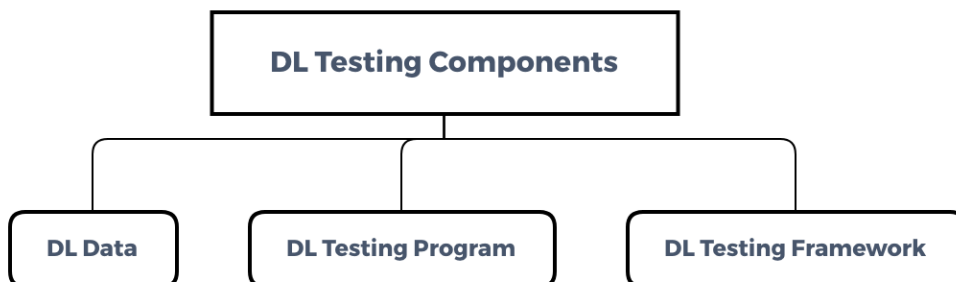 DL Testing Components
DL Data
DL Testing Program
DL Testing Framework